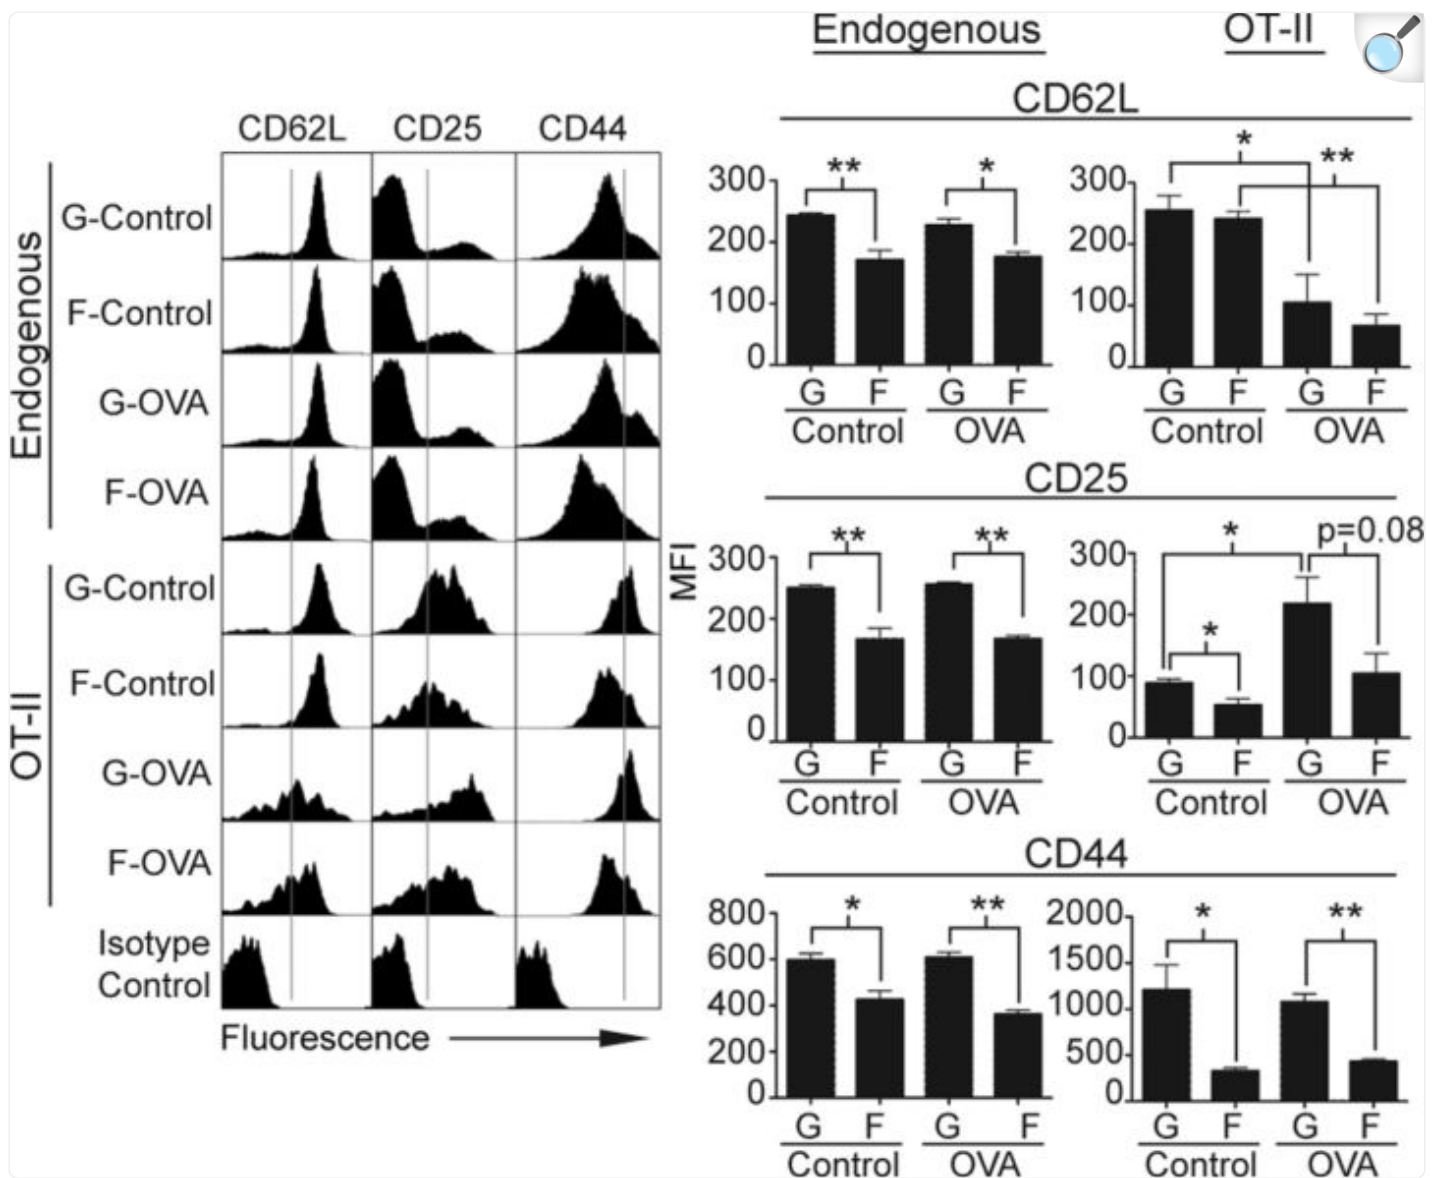 CD62L CD25 CD44
Endogenous
G-Control
F-Control
G-OVA
F-OVA
OT-II
G-Control
F-Control
G-OVA
F-OVA
Isotype
Control
Fluorescence
Endogenous OT-II
CD62L
** * * **
300 300
200 200
100 100
0 0
G F G F G F G F
Control OVA Control OVA
CD25
** ** * * p=0.08
MFI
300 300
200 200
100 100
0 0
G F G F G F G F
Control OVA Control OVA
CD44
* ** * **
800 2000
600 1500
400 1000
200 500
0 0
G F G F G F G F
Control OVA Control OVA